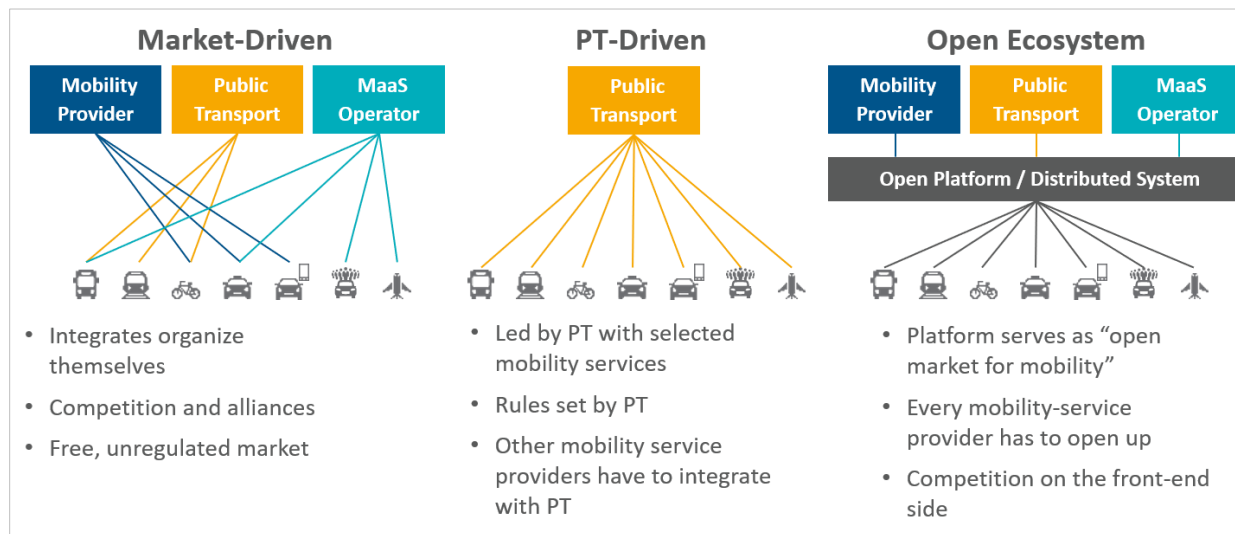 Market-Driven
Mobility
Provider
Public
Transport
MaaS
Operator
• Integrates organize
themselves
• Competition and alliances
• Free, unregulated market
PT-Driven
Public
Transport
• Led by PT with selected
mobility services
• Rules set by PT
• Other mobility service
providers have to integrate
with PT
Open Ecosystem
Mobility
Provider
Public
Transport
MaaS
Operator
Open Platform / Distributed System
• Platform serves as “open
market for mobility”
• Every mobility-service
provider has to open up
• Competition on the front-end
side